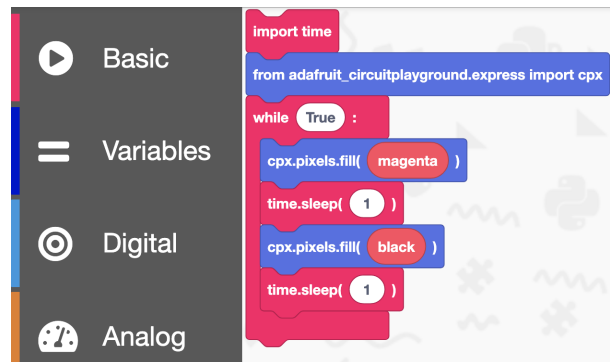 Basic
Variables
Digital
Analog
import time
from adafruit_circuitplayground.express import cpx
while True :
cpx.pixels.fill( magenta )
time.sleep( 1 )
cpx.pixels.fill( black )
time.sleep( 1 )